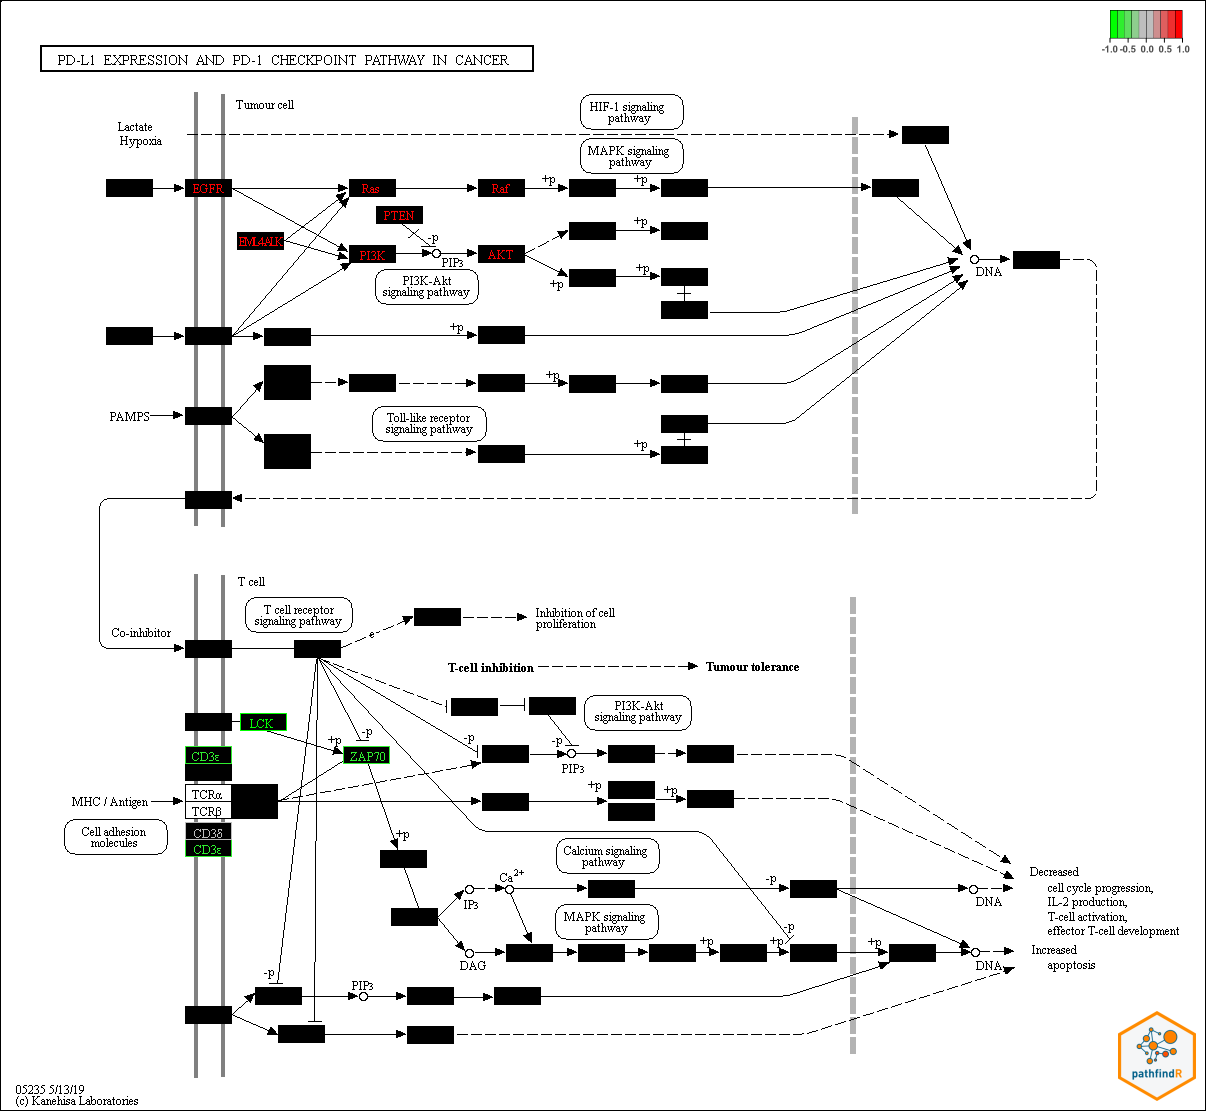 -1.0 -0.5 0.0 0.5 1.0
PD-L1 EXPRESSION AND PD-1 CHECKPOINT PATHWAY IN CANCER
Tumour cell
Lactate
Hypoxia
HIF-1 signaling
pathway
MAPK signaling
pathway
EGFR
Ras
Raf
+p
+p
PTEN
EML4ALK
-p
+p
PI3K
PIP3
AKT
+p
+p
DNA
PI3K-Akt
signaling pathway
+p
+p
PAMPS
Toll-like receptor
signaling pathway
+p
T cell
T cell receptor
signaling pathway
Inhibition of cell
proliferation
Co-inhibitor
e
T-cell inhibition
Tumour tolerance
PI3K-Akt
signaling pathway
LCK
+p
-p
-p
-p
CD3ε
ZAP70
PIP3
MHC / Antigen
TCRα
TCRβ
+p
+p
Cell adhesion
molecules
CD3δ
CD3ε
+p
Calcium signaling
pathway
Ca2+
-p
IP3
DNA
Decreased
cell cycle progression,
IL-2 production,
T-cell activation,
effector T-cell development
MAPK signaling
pathway
-p
+p
+p
+p
DAG
DNA
Increased
apoptosis
-p
PIP3
pathfindR
05235 5/13/19
(c) Kanehisa Laboratories